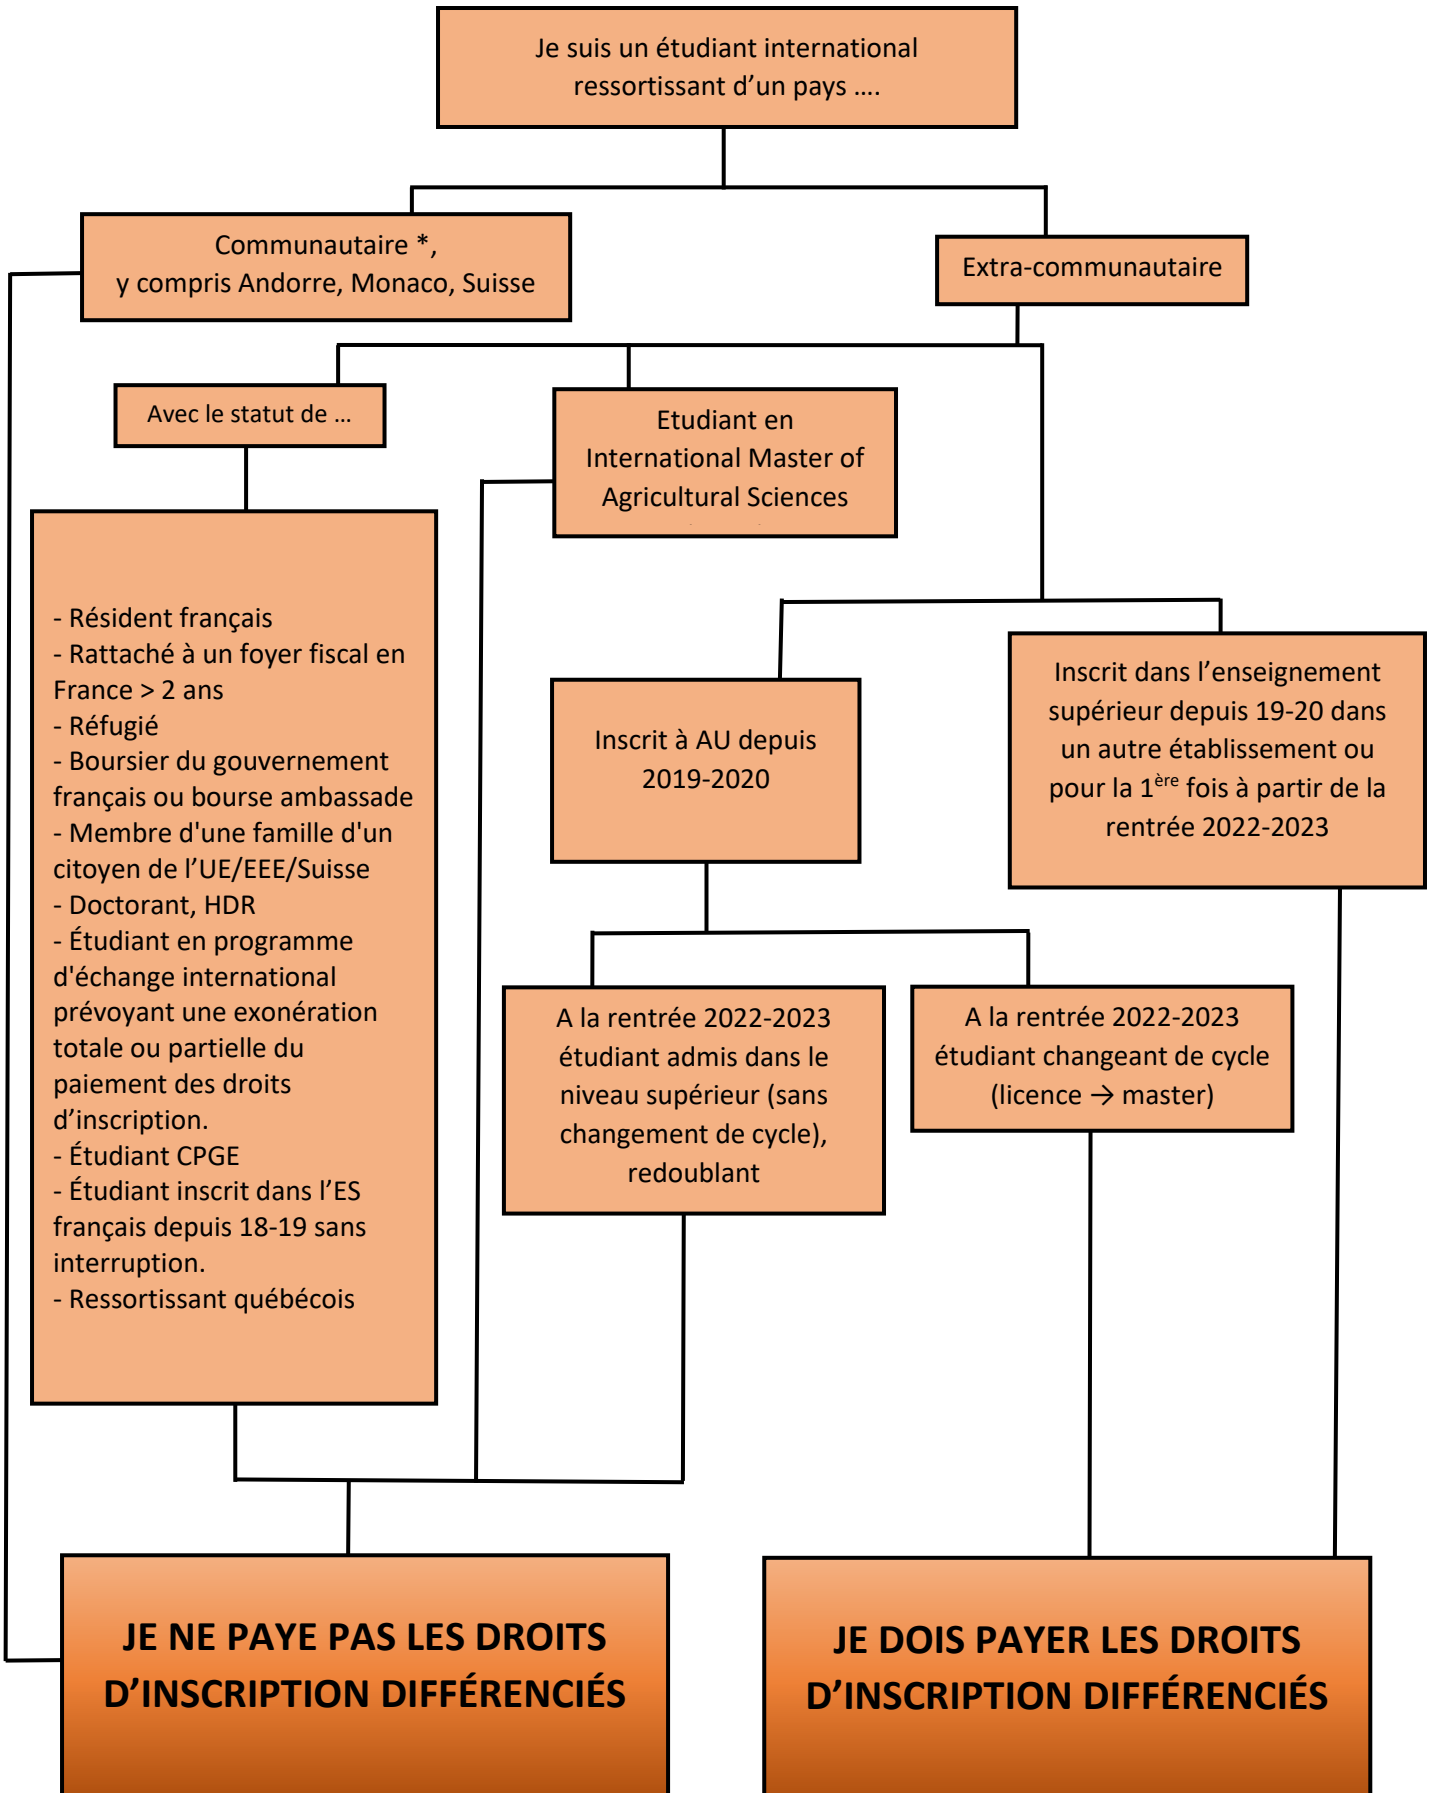 Je suis un étudiant international
ressortissant d’un pays ….
Communautaire *,
y compris Andorre, Monaco, Suisse
Extra-communautaire
Avec le statut de …
Etudiant en
International Master of
Agricultural Sciences
- Résident français
- Rattaché à un foyer fiscal en
France > 2 ans
- Réfugié
- Boursier du gouvernement
français ou bourse ambassade
- Membre d'une famille d'un
citoyen de l’UE/EEE/Suisse
- Doctorant, HDR
- Étudiant en programme
d'échange international
prévoyant une exonération
totale ou partielle du
paiement des droits
d’inscription.
- Étudiant CPGE
- Étudiant inscrit dans l’ES
français depuis 18-19 sans
interruption.
- Ressortissant québécois
Inscrit à AU depuis
2019-2020
Inscrit dans l’enseignement
supérieur depuis 19-20 dans
un autre établissement ou
pour la 1ère fois à partir de la
rentrée 2022-2023
A la rentrée 2022-2023
étudiant admis dans le
niveau supérieur (sans
changement de cycle),
redoublant
A la rentrée 2022-2023
étudiant changeant de cycle
(licence → master)
JE NE PAYE PAS LES DROITS
D’INSCRIPTION DIFFÉRENCIÉS
JE DOIS PAYER LES DROITS
D’INSCRIPTION DIFFÉRENCIÉS